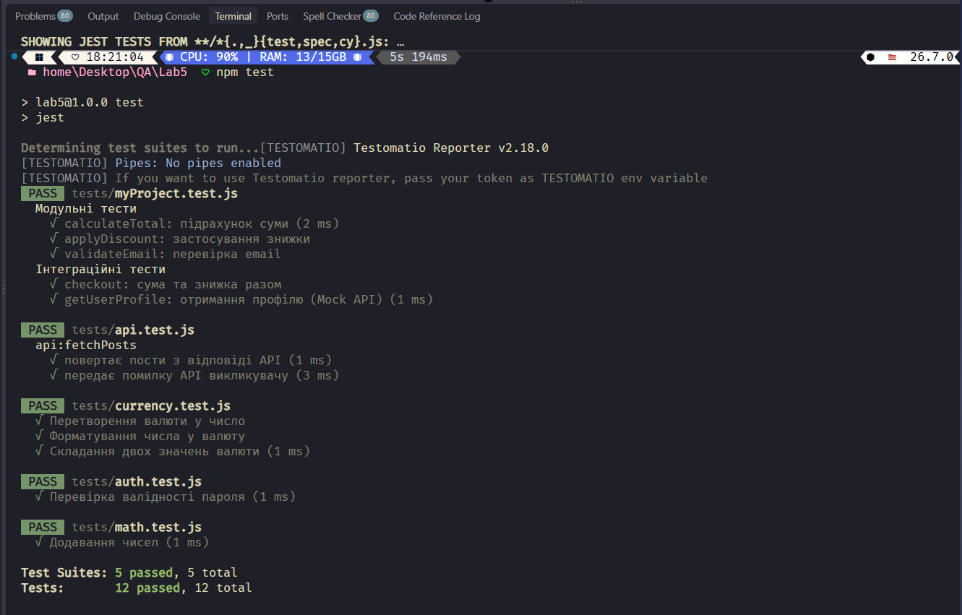 Problems 80 Output Debug Console Terminal Ports Spell Checker 80 Code Reference Log
SHOWING JEST TESTS FROM **/*{.,_}{test,spec,cy}.js: …
18:21:04 CPU: 90% | RAM: 13/15GB 5s 194ms 26.7.0
home\Desktop\QA\Lab5 npm test
> lab5@1.0.0 test
> jest
Determining test suites to run...[TESTOMATIO] Testomatio Reporter v2.18.0
[TESTOMATIO] Pipes: No pipes enabled
[TESTOMATIO] If you want to use Testomatio reporter, pass your token as TESTOMATIO env variable
PASS tests/myProject.test.js
Модульні тести
√ calculateTotal: підрахунок суми (2 ms)
√ applyDiscount: застосування знижки
√ validateEmail: перевірка email
Інтеграційні тести
√ checkout: сума та знижка разом
√ getUserProfile: отримання профілю (Mock API) (1 ms)
PASS tests/api.test.js
api:fetchPosts
√ повертає пости з відповіді API (1 ms)
√ передає помилку API викликувачу (3 ms)
PASS tests/currency.test.js
√ Перетворення валюти у число
√ Форматування числа у валюту
√ Складання двох значень валюти (1 ms)
PASS tests/auth.test.js
√ Перевірка валідності пароля (1 ms)
PASS tests/math.test.js
√ Додавання чисел (1 ms)
Test Suites: 5 passed, 5 total
Tests: 12 passed, 12 total